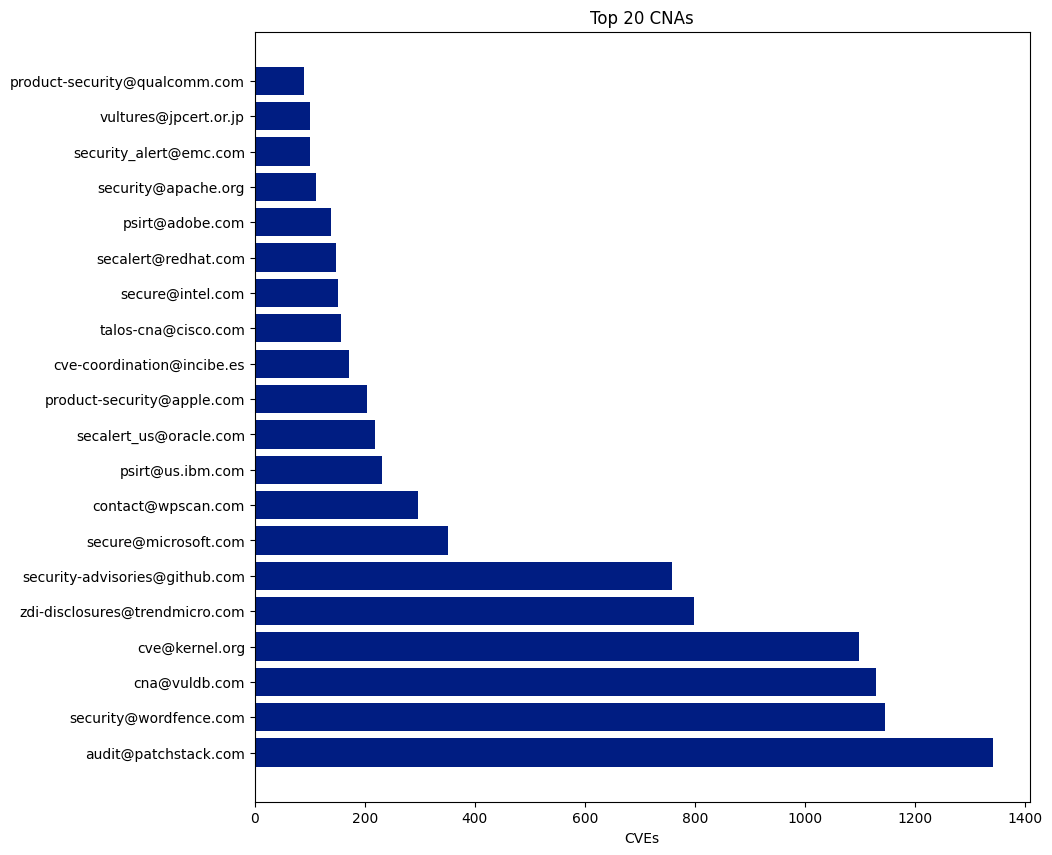 Top 20 CNAs
product-security@qualcomm.com
vultures@jpcert.or.jp
security_alert@emc.com
security@apache.org
psirt@adobe.com
secalert@redhat.com
secure@intel.com
talos-cna@cisco.com
cve-coordination@incibe.es
product-security@apple.com
secalert_us@oracle.com
psirt@us.ibm.com
contact@wpscan.com
secure@microsoft.com
security-advisories@github.com
zdi-disclosures@trendmicro.com
cve@kernel.org
cna@vuldb.com
security@wordfence.com
audit@patchstack.com
0 200 400 600 800 1000 1200 1400
CVEs